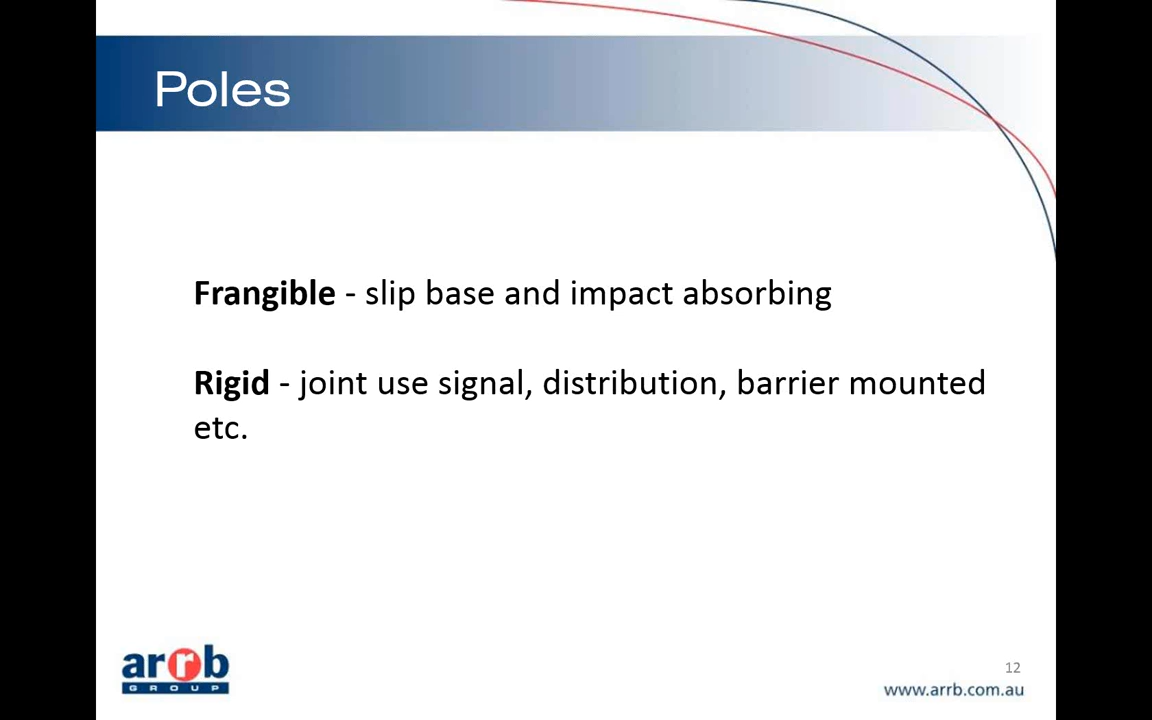 Poles
Frangible - slip base and impact absorbing
Rigid - joint use signal, distribution, barrier mounted
etc.
arrb
GROUP
12
www.arrb.com.au